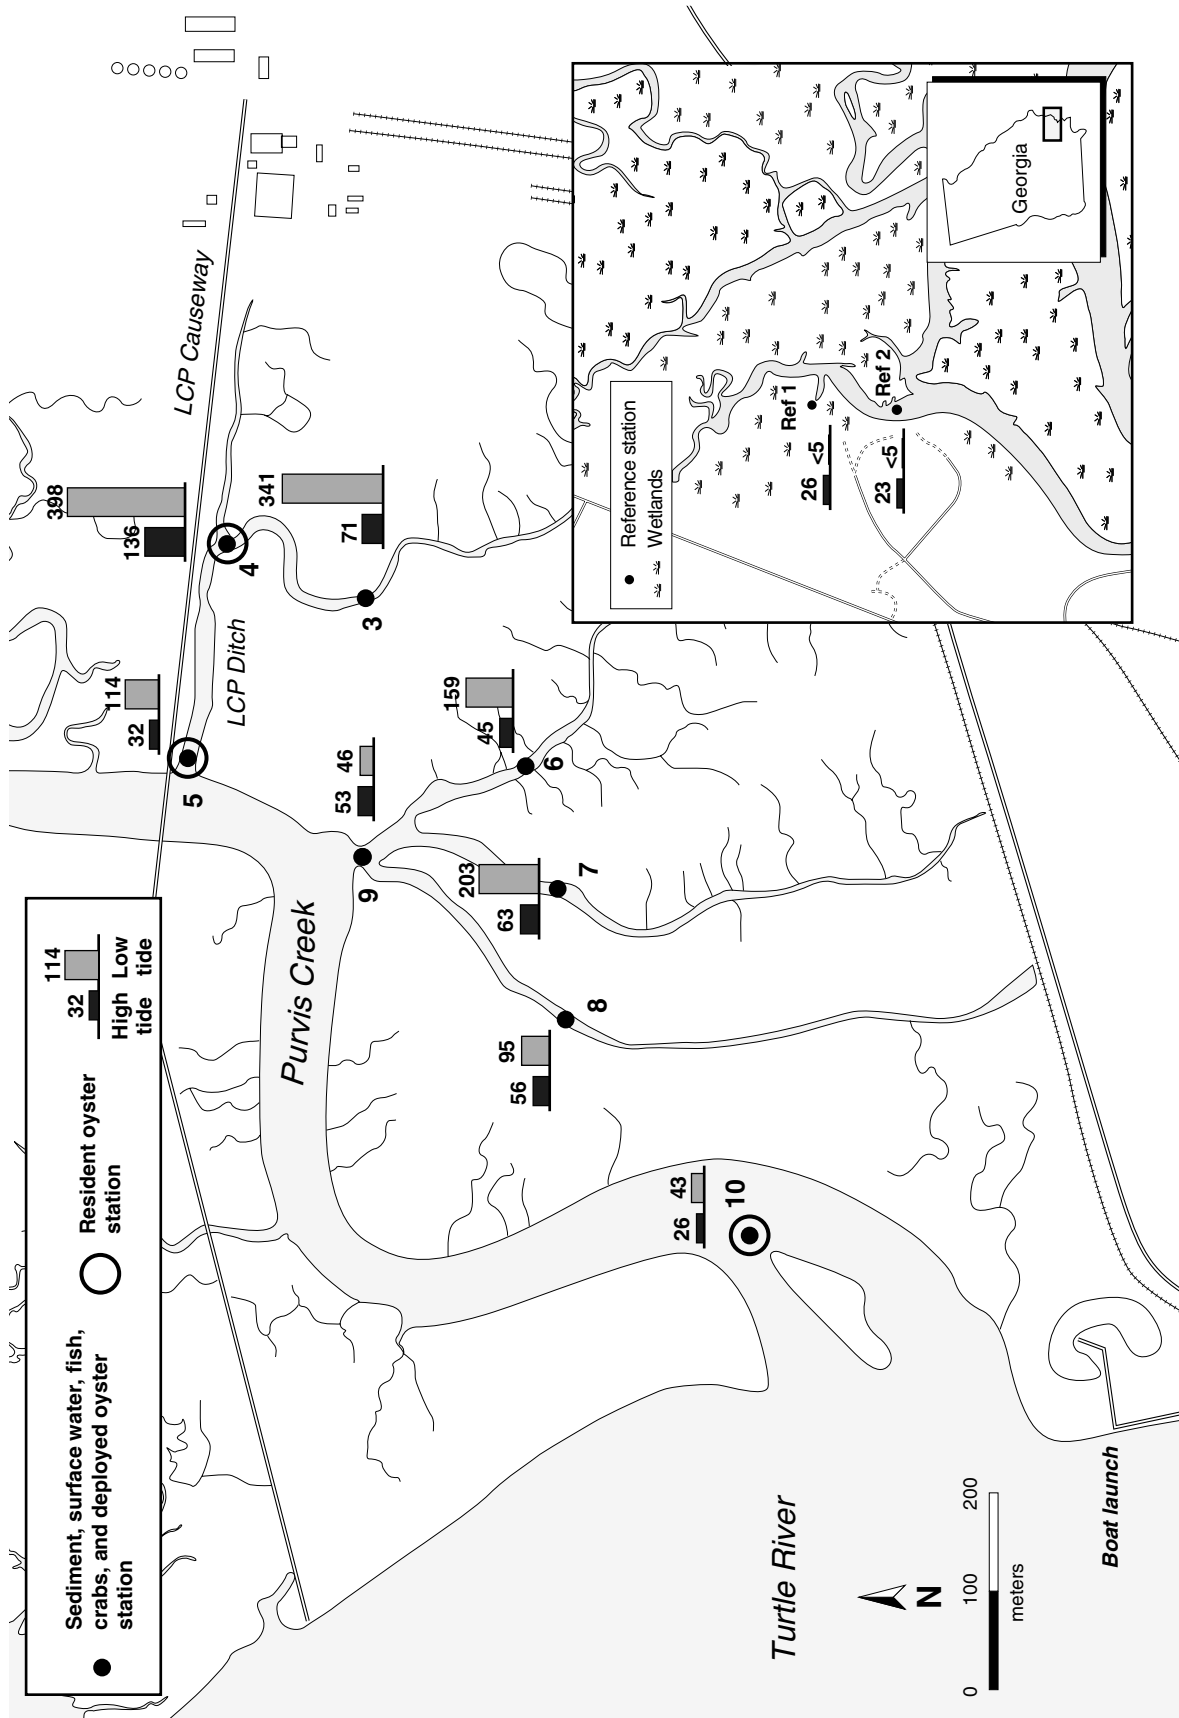 Sediment, surface water, fish,
crabs, and deployed oyster
station
Resident oyster
station
32
114
High
tide
Low
tide
LCP Causeway
398
136
4
341
71
3
LCP Ditch
114
32
5
159
45
6
46
53
9
203
63
7
Purvis Creek
95
56
8
43
26
10
Turtle River
N
0
100
200
meters
Boat launch
Reference station
Wetlands
Ref 1
26
<5
Ref 2
23
<5
Georgia